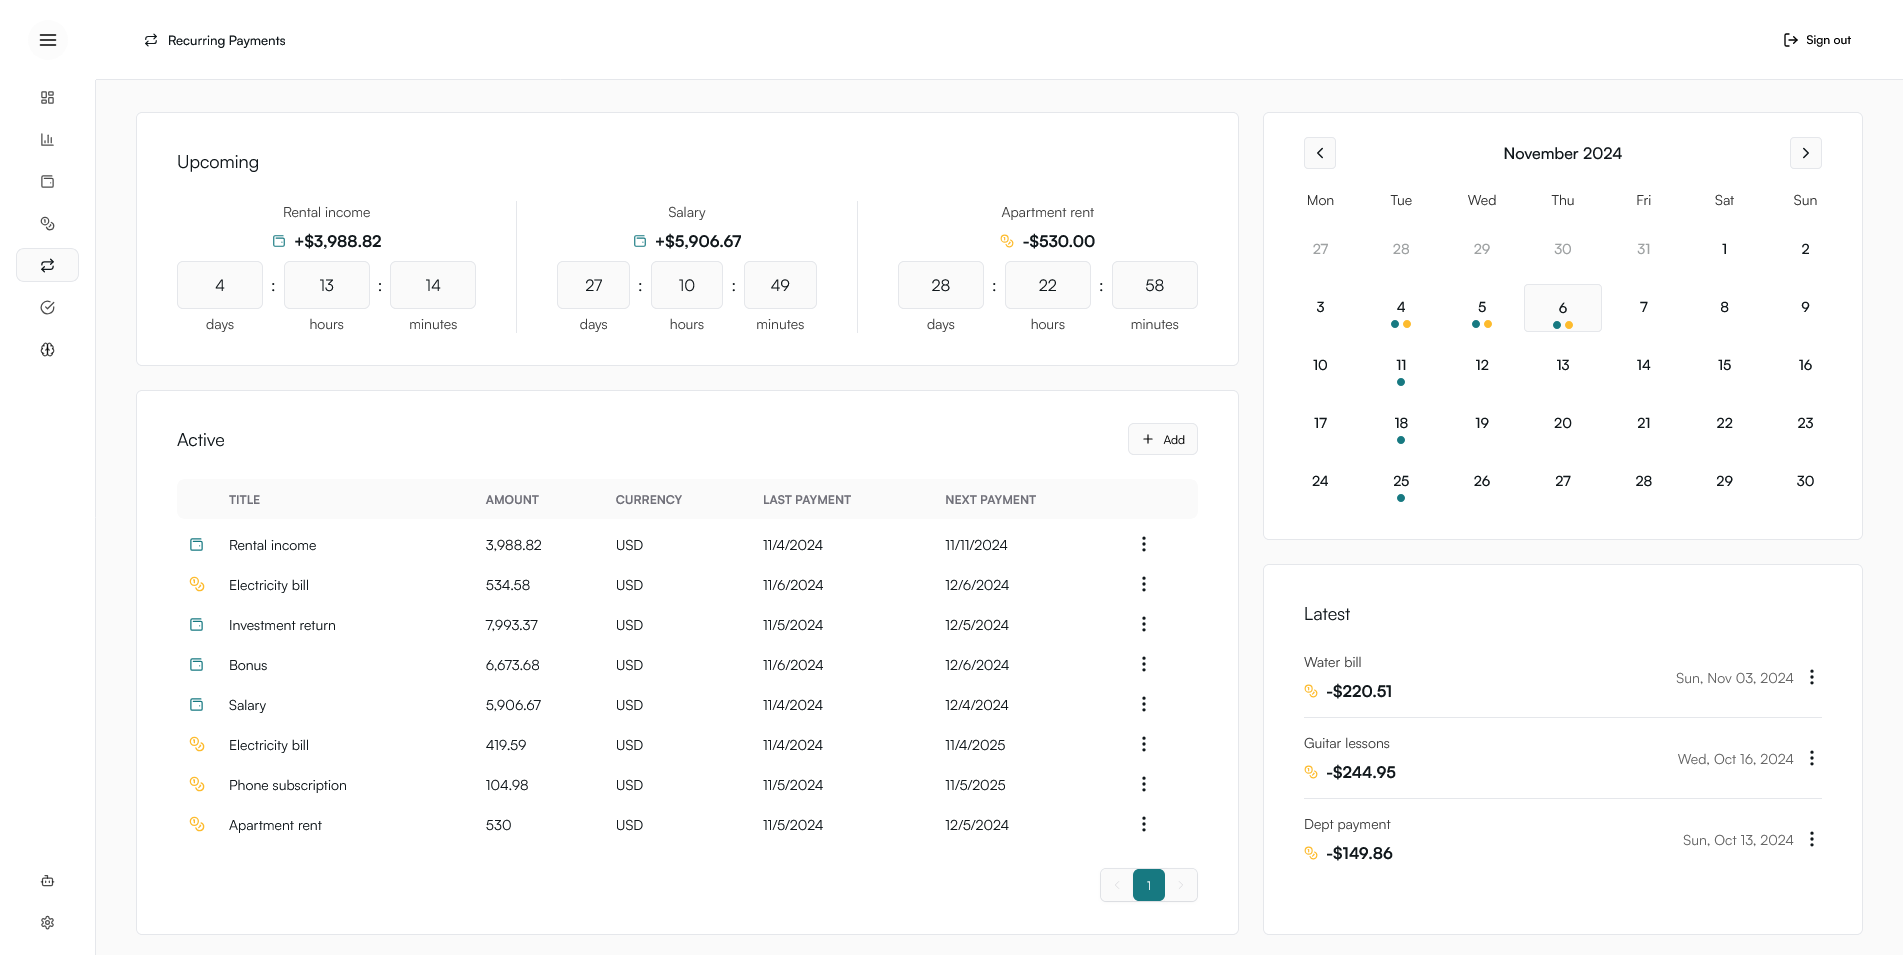 Recurring Payments
Sign out
Upcoming
Rental income
+$3,988.82
4 : 13 : 14
days hours minutes
Salary
+$5,906.67
27 : 10 : 49
days hours minutes
Apartment rent
-$530.00
28 : 22 : 58
days hours minutes
Active
+ Add
TITLE AMOUNT CURRENCY LAST PAYMENT NEXT PAYMENT
Rental income 3,988.82 USD 11/4/2024 11/11/2024
Electricity bill 534.58 USD 11/6/2024 12/6/2024
Investment return 7,993.37 USD 11/5/2024 12/5/2024
Bonus 6,673.68 USD 11/6/2024 12/6/2024
Salary 5,906.67 USD 11/4/2024 12/4/2024
Electricity bill 419.59 USD 11/4/2024 11/4/2025
Phone subscription 104.98 USD 11/5/2024 11/5/2025
Apartment rent 530 USD 11/5/2024 12/5/2024
1
November 2024
Mon Tue Wed Thu Fri Sat Sun
27 28 29 30 31 1 2
3 4 5 6 7 8 9
10 11 12 13 14 15 16
17 18 19 20 21 22 23
24 25 26 27 28 29 30
Latest
Water bill
-$220.51
Sun, Nov 03, 2024
Guitar lessons
-$244.95
Wed, Oct 16, 2024
Dept payment
-$149.86
Sun, Oct 13, 2024